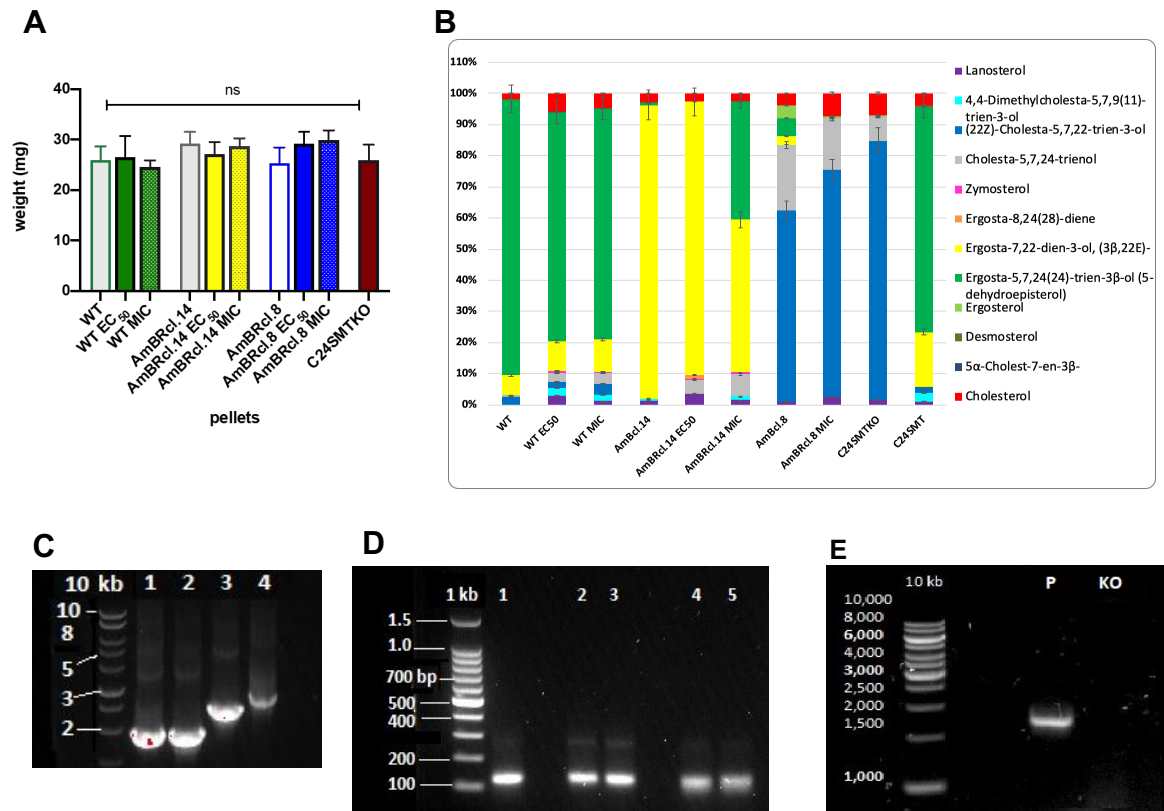 A
40
30
20
10
0
weight (mg)
ns
WT
WT EC50
WT MIC
AmBRcl.14
AmBRcl.14 EC50
AmBRcl.14 MIC
AmBRcl.8
AmBRcl.8 EC50
AmBRcl.8 MIC
C24SMTKO
pellets
B
110%
100%
90%
80%
70%
60%
50%
40%
30%
20%
10%
0%
WT
WT EC50
WT MIC
AmBcl.14
AmBRcl.14 EC50
AmBRcl.14 MIC
AmBcl.8
AmBRcl.8 MIC
C24SMTKO
C24SMT
Lanosterol
4,4-Dimethylcholesta-5,7,9(11)-
trien-3-ol
(22Z)-Cholesta-5,7,22-trien-3-ol
Cholesta-5,7,24-trienol
Zymosterol
Ergosta-8,24(28)-diene
Ergosta-7,22-dien-3-ol, (3β,22E)-
Ergosta-5,7,24(24)-trien-3β-ol (5-
dehydroepisterol)
Ergosterol
Desmosterol
5α-Cholest-7-en-3β-
Cholesterol
C
10 kb 1 2 3 4
10
8
5
3
2
D
1 kb 1 2 3 4 5
1.5
1.0
700 bp
500
400
200
100
E
10 kb P KO
10,000
8,000
6,000
4,000
3,000
2,500
2,000
1,500
1,000